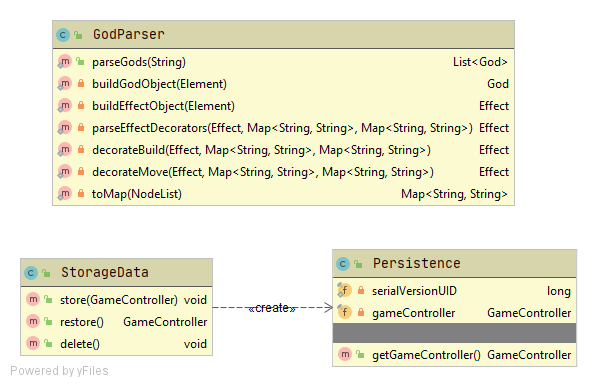 GodParser
parseGods(String) List<God>
buildGodObject(Element) God
buildEffectObject(Element) Effect
parseEffectDecorators(Effect, Map<String, String>, Map<String, String>) Effect
decorateBuild(Effect, Map<String, String>, Map<String, String>) Effect
decorateMove(Effect, Map<String, String>, Map<String, String>) Effect
toMap(NodeList) Map<String, String>
StorageData
store(GameController) void
restore() GameController
delete() void
«create»
Persistence
serialVersionUID long
gameController GameController
getGameController() GameController
Powered by yFiles